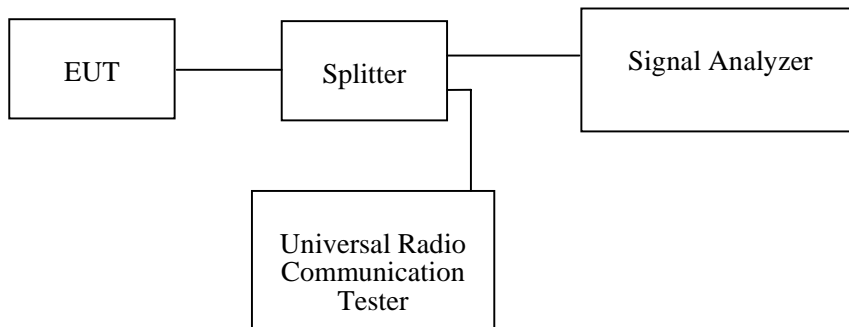 EUT
Splitter
Signal Analyzer
Universal Radio
Communication
Tester